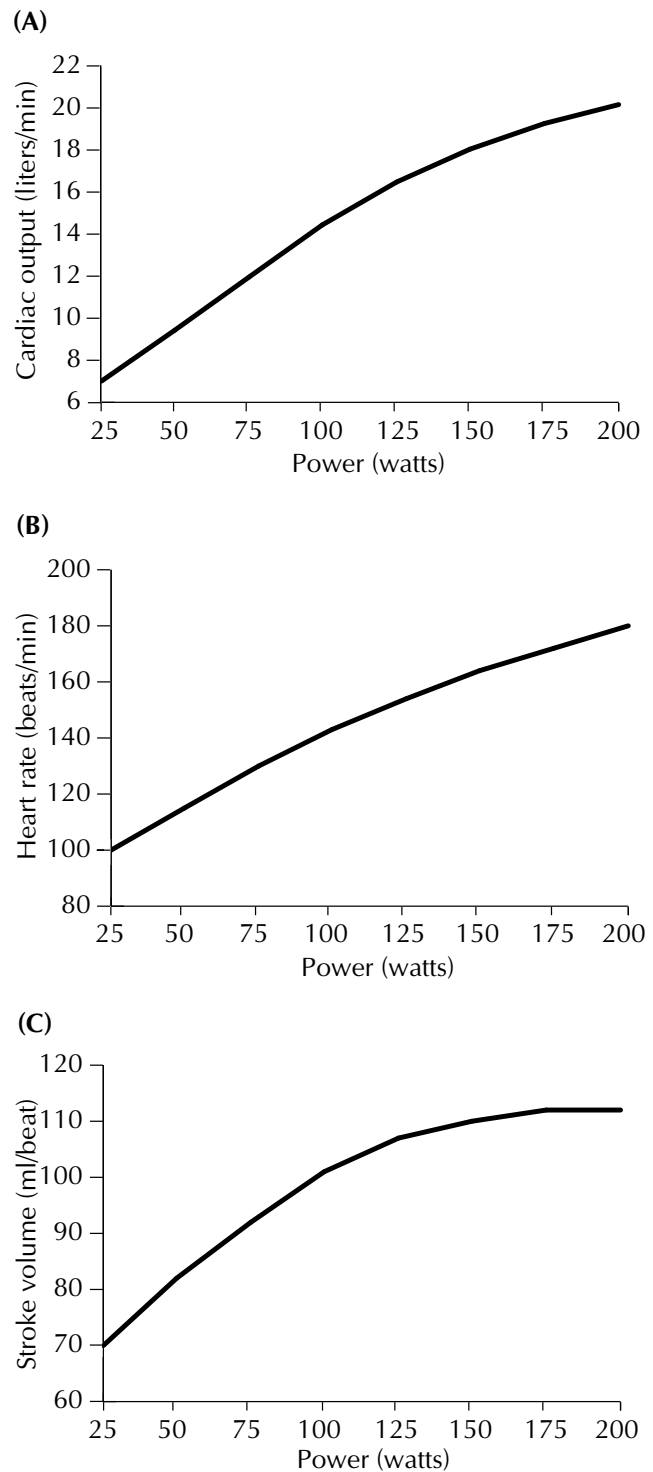 (A)
Cardiac output (liters/min)
22
20
18
16
14
12
10
8
6
25 50 75 100 125 150 175 200
Power (watts)
(B)
Heart rate (beats/min)
200
180
160
140
120
100
80
25 50 75 100 125 150 175 200
Power (watts)
(C)
Stroke volume (ml/beat)
120
110
100
90
80
70
60
25 50 75 100 125 150 175 200
Power (watts)